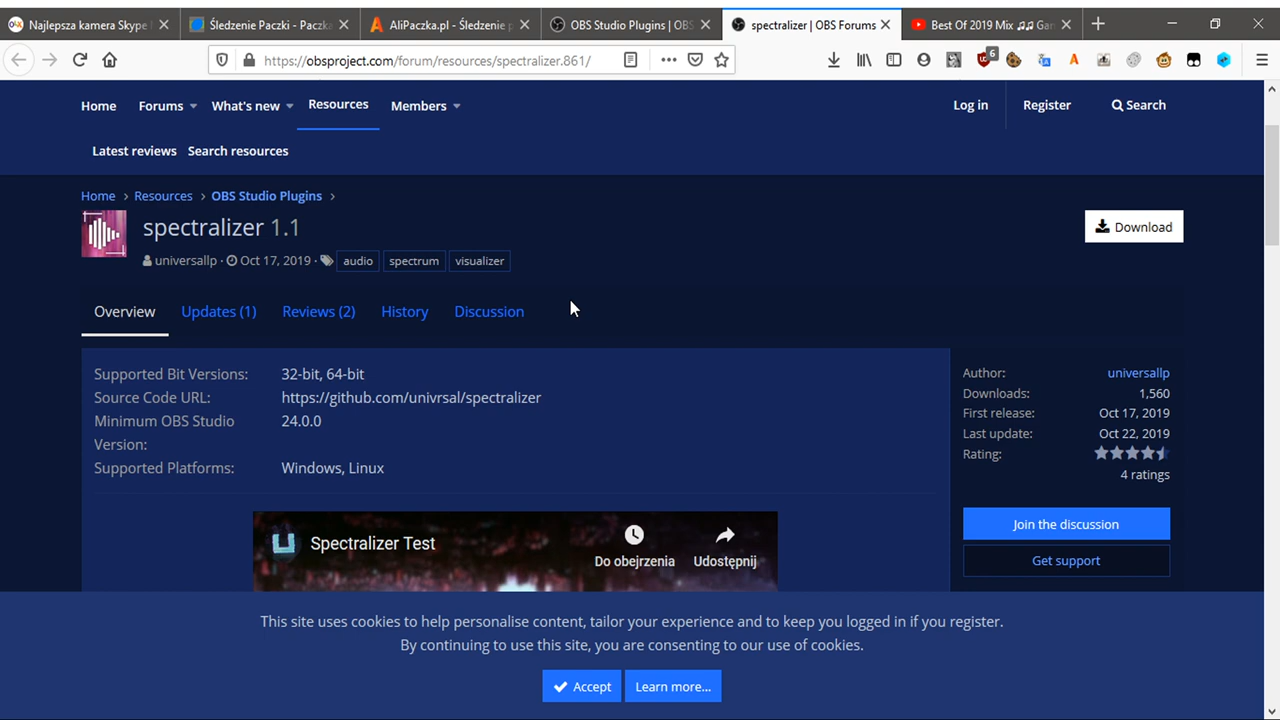 Najlepsza kamera Skype
Śledzenie Paczki - Paczka
AliPaczka.pl - Śledzenie p
OBS Studio Plugins | OBS
spectralizer | OBS Forums
Best Of 2019 Mix ♫♫ Gam
https://obsproject.com/forum/resources/spectralizer.861/
6
Home
Forums
What's new
Resources
Members
Log in
Register
Search
Latest reviews
Search resources
Home > Resources > OBS Studio Plugins >
spectralizer 1.1
Download
universallp · Oct 17, 2019 · audio spectrum visualizer
Overview
Updates (1)
Reviews (2)
History
Discussion
Supported Bit Versions: 32-bit, 64-bit
Source Code URL: https://github.com/univrsal/spectralizer
Minimum OBS Studio Version: 24.0.0
Supported Platforms: Windows, Linux
Author: universallp
Downloads: 1,560
First release: Oct 17, 2019
Last update: Oct 22, 2019
Rating:
4 ratings
Join the discussion
Get support
Spectralizer Test
Do obejrzenia
Udostępnij
This site uses cookies to help personalise content, tailor your experience and to keep you logged in if you register.
By continuing to use this site, you are consenting to our use of cookies.
Accept
Learn more...